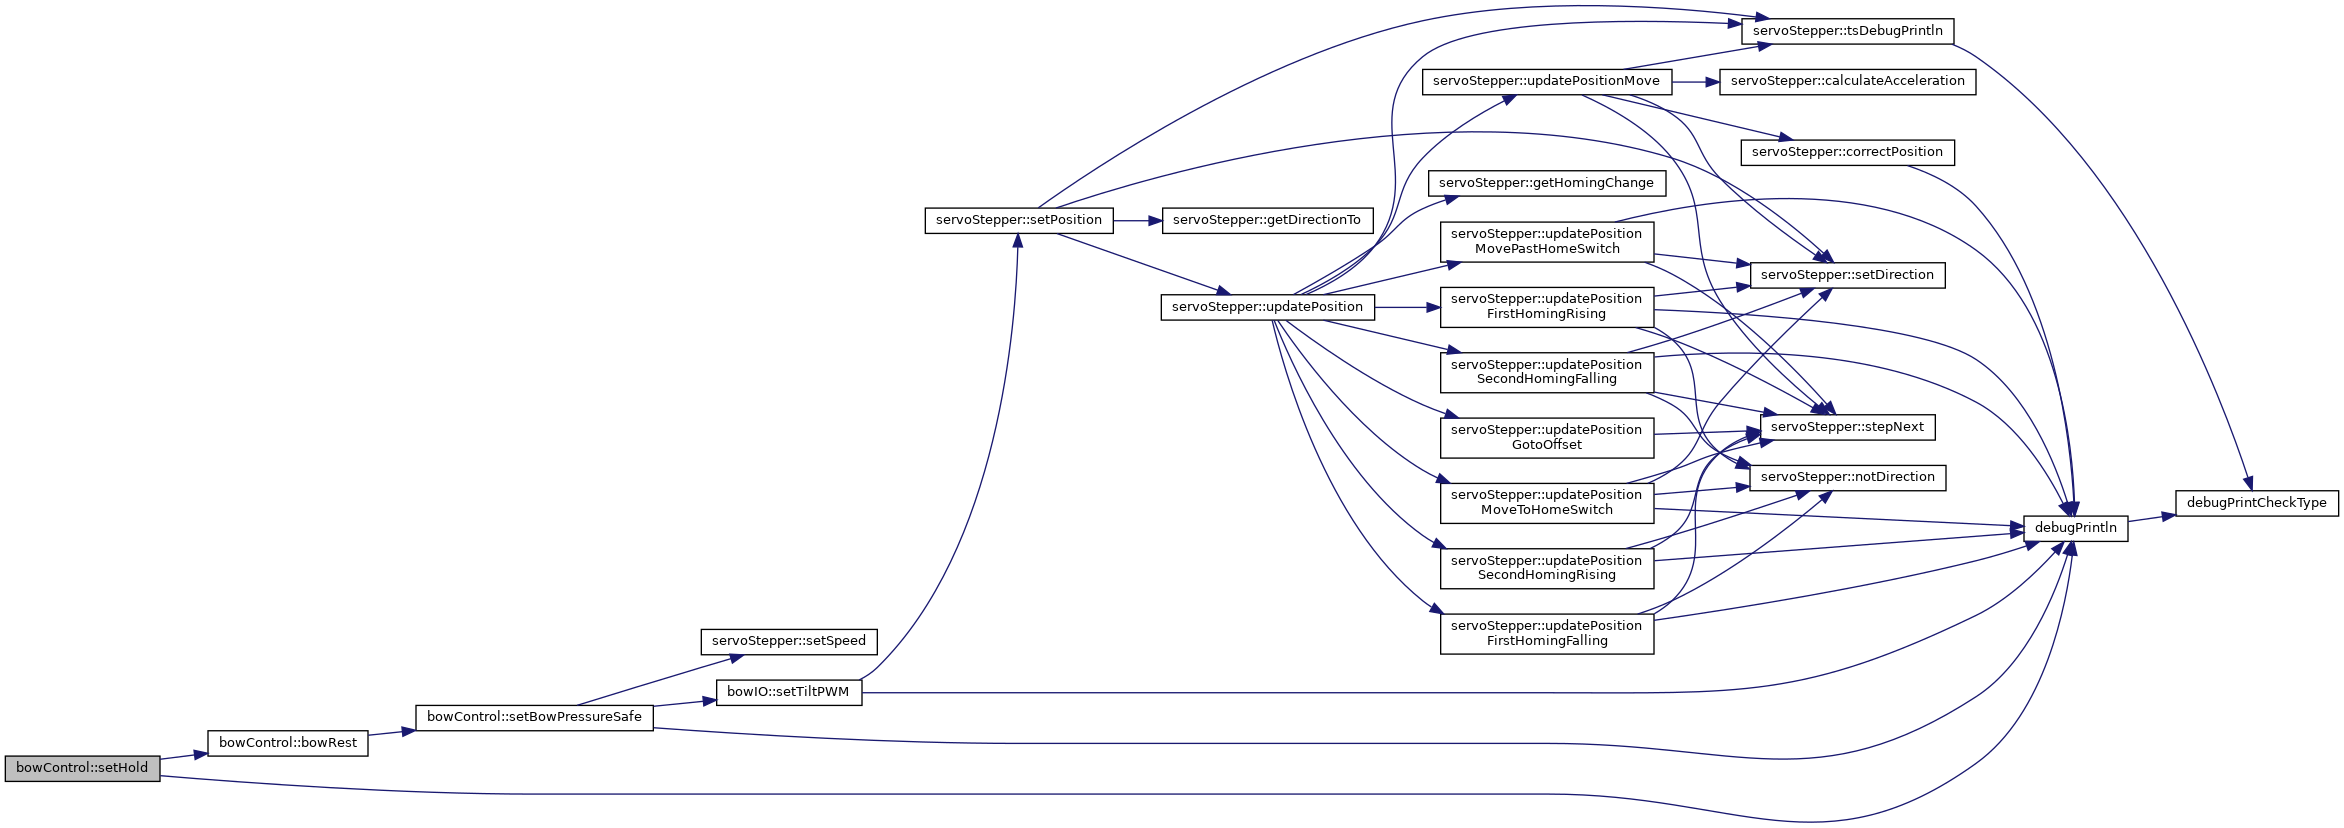 servoStepper::tsDebugPrintln
servoStepper::updatePositionMove
servoStepper::calculateAcceleration
servoStepper::correctPosition
servoStepper::getHomingChange
servoStepper::setPosition
servoStepper::getDirectionTo
servoStepper::updatePosition
MovePastHomeSwitch
servoStepper::setDirection
servoStepper::updatePosition
servoStepper::updatePosition
FirstHomingRising
servoStepper::updatePosition
SecondHomingFalling
servoStepper::stepNext
servoStepper::updatePosition
GotoOffset
servoStepper::notDirection
servoStepper::updatePosition
MoveToHomeSwitch
debugPrintCheckType
debugPrintln
servoStepper::updatePosition
SecondHomingRising
servoStepper::updatePosition
FirstHomingFalling
servoStepper::setSpeed
bowIO::setTiltPWM
bowControl::setBowPressureSafe
bowControl::bowRest
bowControl::setHold